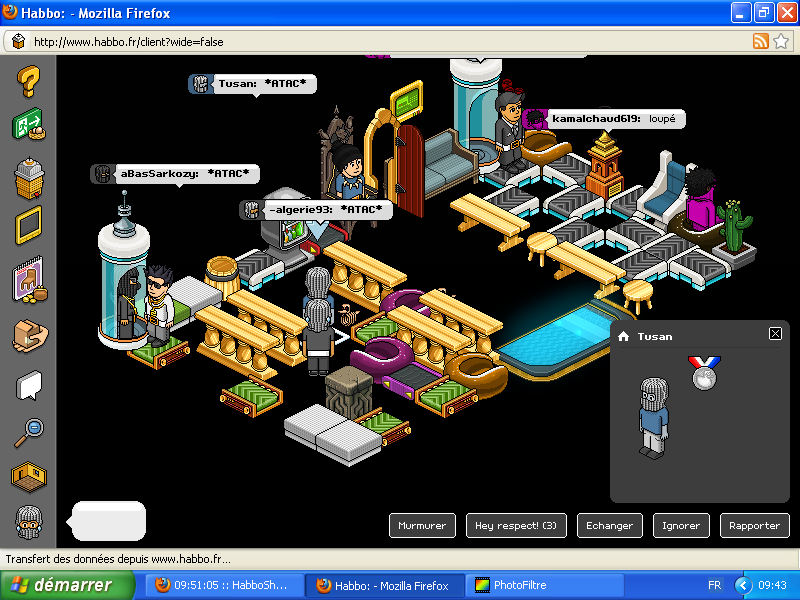 Habbo: - Mozilla Firefox
http://www.habbo.fr/client?wide=false
Tusan: *ATAC*
kamalchaud619: loupé
aBasSarkozy: *ATAC*
-algerie93: *ATAC*
Tusan
Murmurer
Hey respect! (3)
Echanger
Ignorer
Rapporter
Transfert des données depuis www.habbo.fr...
démarrer
09:51:05 :: HabboSh...
Habbo: - Mozilla Firefox
PhotoFiltre
FR
09:43